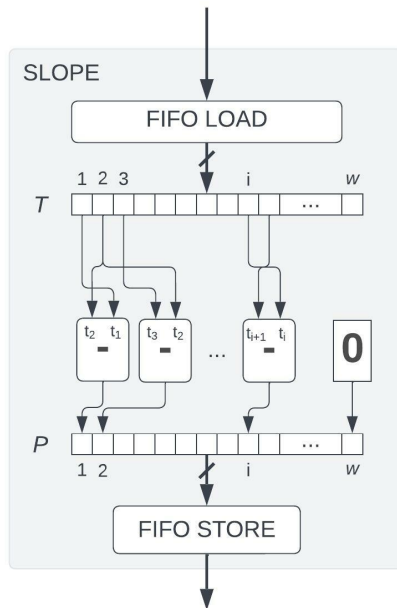 SLOPE
FIFO LOAD
1 2 3 i w
T ...
t2 - t1 t3 - t2 ... ti+1 - ti 0
P ...
1 2 i w
FIFO STORE